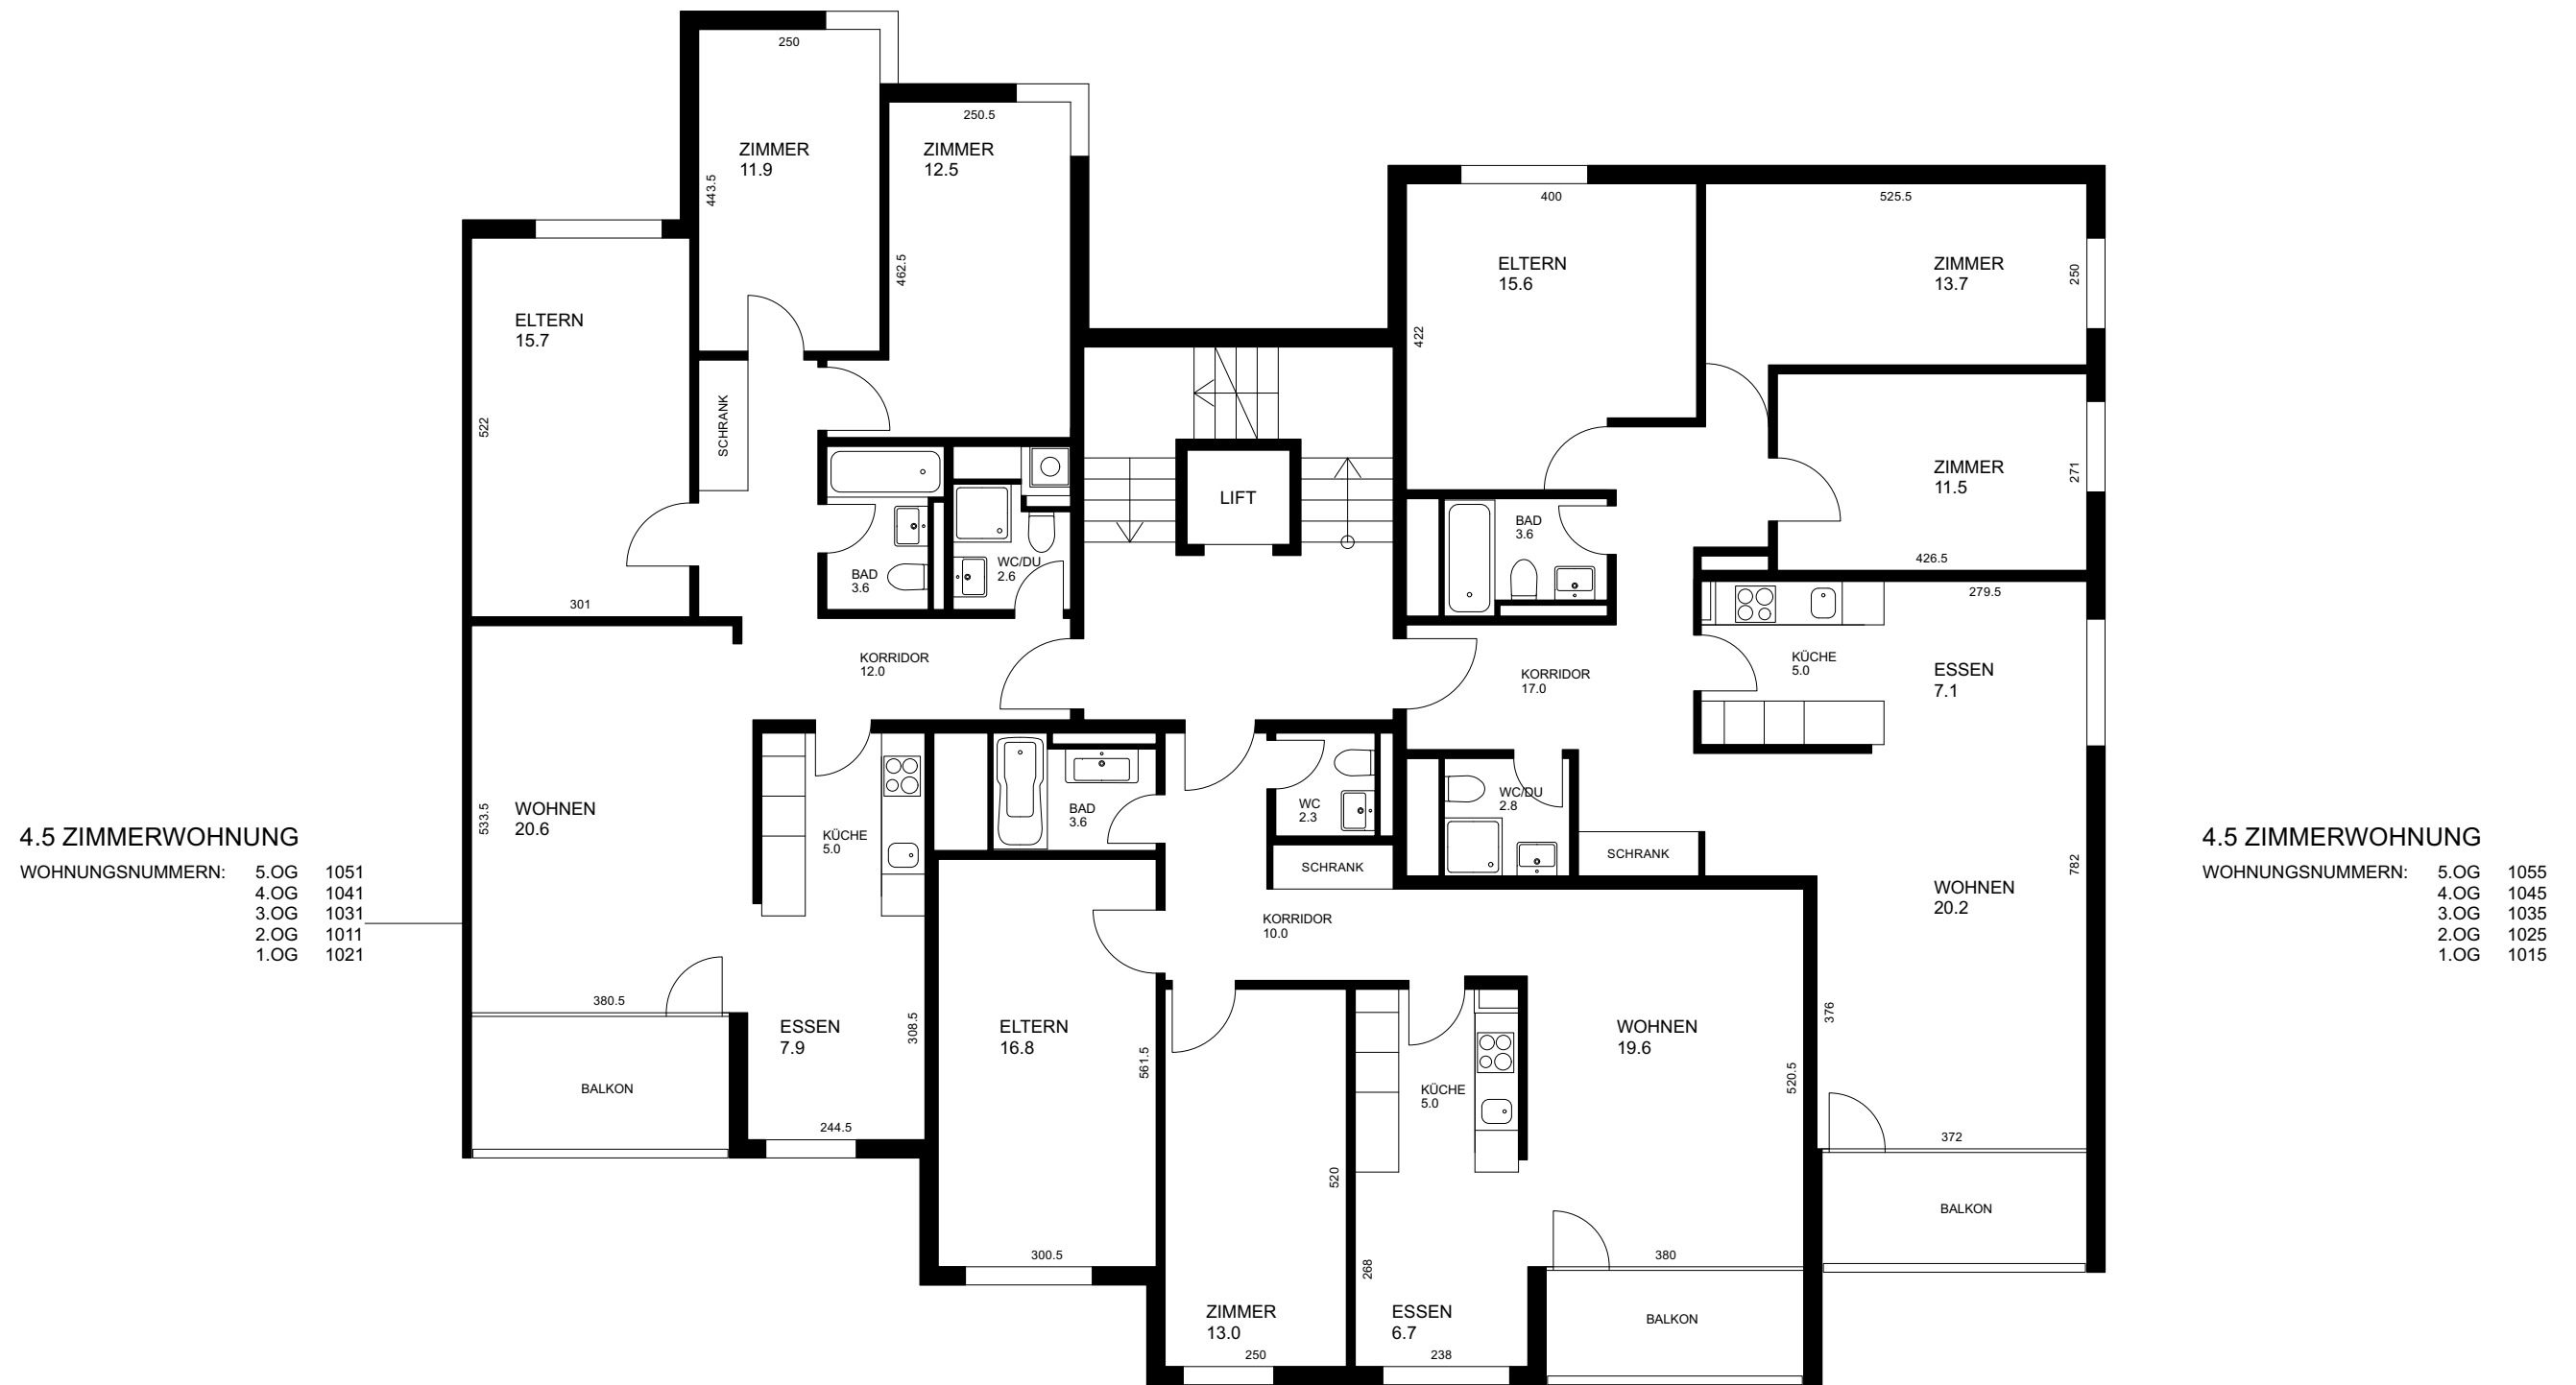 250
ZIMMER
11.9
443.5
250.5
ZIMMER
12.5
462.5
ELTERN
15.7
522
301
SCHRANK
BAD
3.6
WC/DU
2.6
KORRIDOR
12.0
LIFT
400
ELTERN
15.6
422
525.5
ZIMMER
13.7
250
ZIMMER
11.5
271
426.5
BAD
3.6
KORRIDOR
17.0
279.5
KÜCHE
5.0
ESSEN
7.1
WC/DU
2.8
SCHRANK
WOHNEN
20.2
782
376
372
BALKON
WOHNEN
20.6
533.5
380.5
BALKON
KÜCHE
5.0
ESSEN
7.9
308.5
244.5
BAD
3.6
WC
2.3
SCHRANK
KORRIDOR
10.0
ELTERN
16.8
561.5
300.5
ZIMMER
13.0
520
250
KÜCHE
5.0
ESSEN
6.7
268
238
WOHNEN
19.6
520.5
380
BALKON
4.5 ZIMMERWOHNUNG
WOHNUNGSNUMMERN: 5.OG 1051
4.OG 1041
3.OG 1031
2.OG 1011
1.OG 1021
4.5 ZIMMERWOHNUNG
WOHNUNGSNUMMERN: 5.OG 1055
4.OG 1045
3.OG 1035
2.OG 1025
1.OG 1015